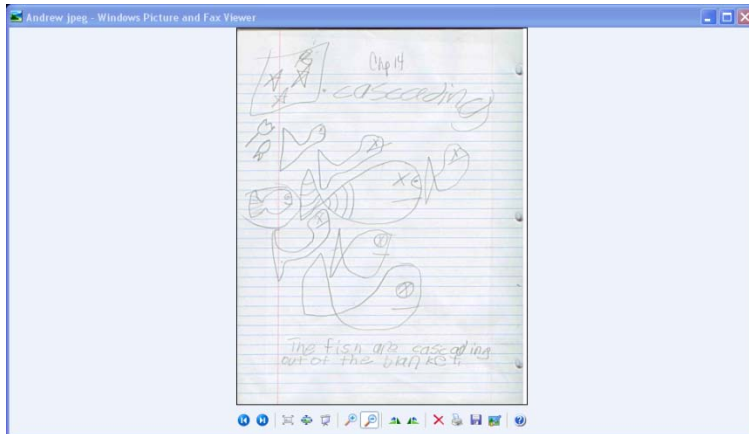 Andrew jpeg - Windows Picture and Fax Viewer
Chp 14
cascading
The fish are cascading
out of the blanket.